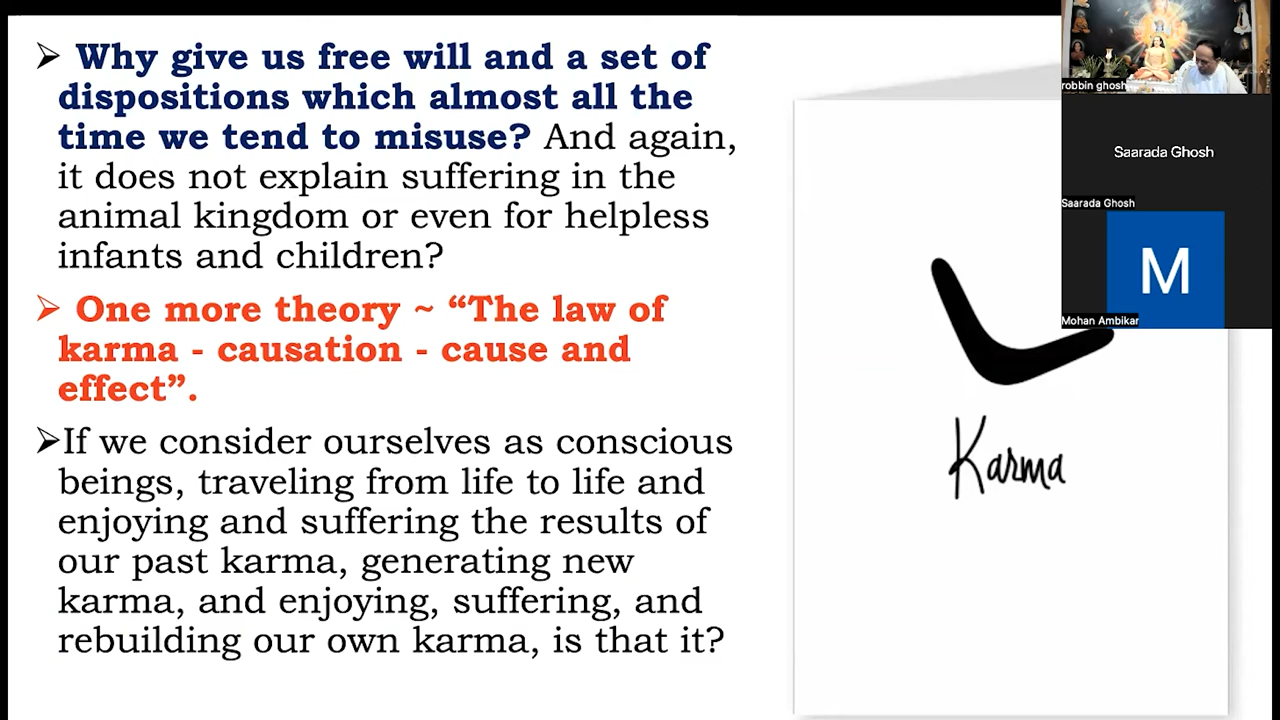 ➢ Why give us free will and a set of
dispositions which almost all the
time we tend to misuse? And again,
it does not explain suffering in the
animal kingdom or even for helpless
infants and children?
➢ One more theory ~ “The law of
karma - causation - cause and
effect”.
➢If we consider ourselves as conscious
beings, traveling from life to life and
enjoying and suffering the results of
our past karma, generating new
karma, and enjoying, suffering, and
rebuilding our own karma, is that it?
Karma
robbin ghosh
Saarada Ghosh
Saarada Ghosh
M
Mohan Ambikar